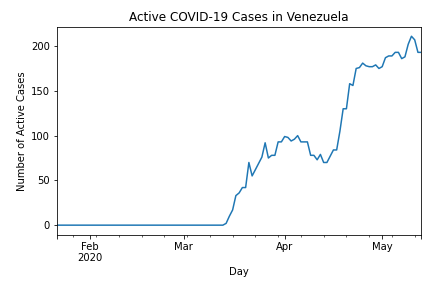 Active COVID-19 Cases in Venezuela
Number of Active Cases
200
150
100
50
0
Feb
2020
Mar
Apr
May
Day